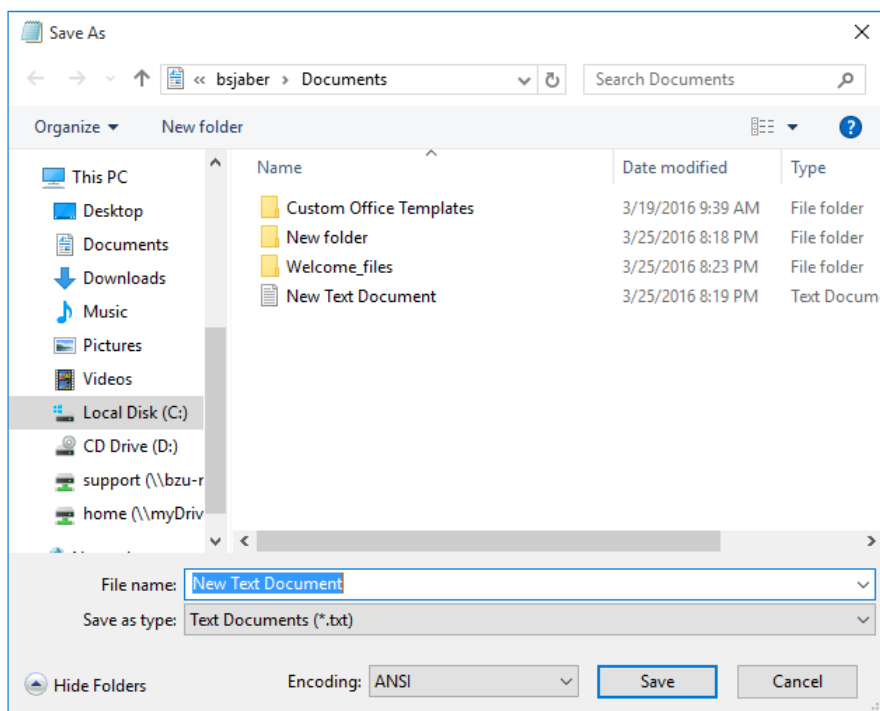 Save As
« bsjaber › Documents
Search Documents
Organize
New folder
Name
Date modified
Type
This PC
Desktop
Documents
Downloads
Music
Pictures
Videos
Local Disk (C:)
CD Drive (D:)
support (\\bzu-r
home (\\myDriv
Custom Office Templates 3/19/2016 9:39 AM File folder
New folder 3/25/2016 8:18 PM File folder
Welcome_files 3/25/2016 8:23 PM File folder
New Text Document 3/25/2016 8:19 PM Text Docum
File name: New Text Document
Save as type: Text Documents (*.txt)
Hide Folders
Encoding: ANSI
Save
Cancel